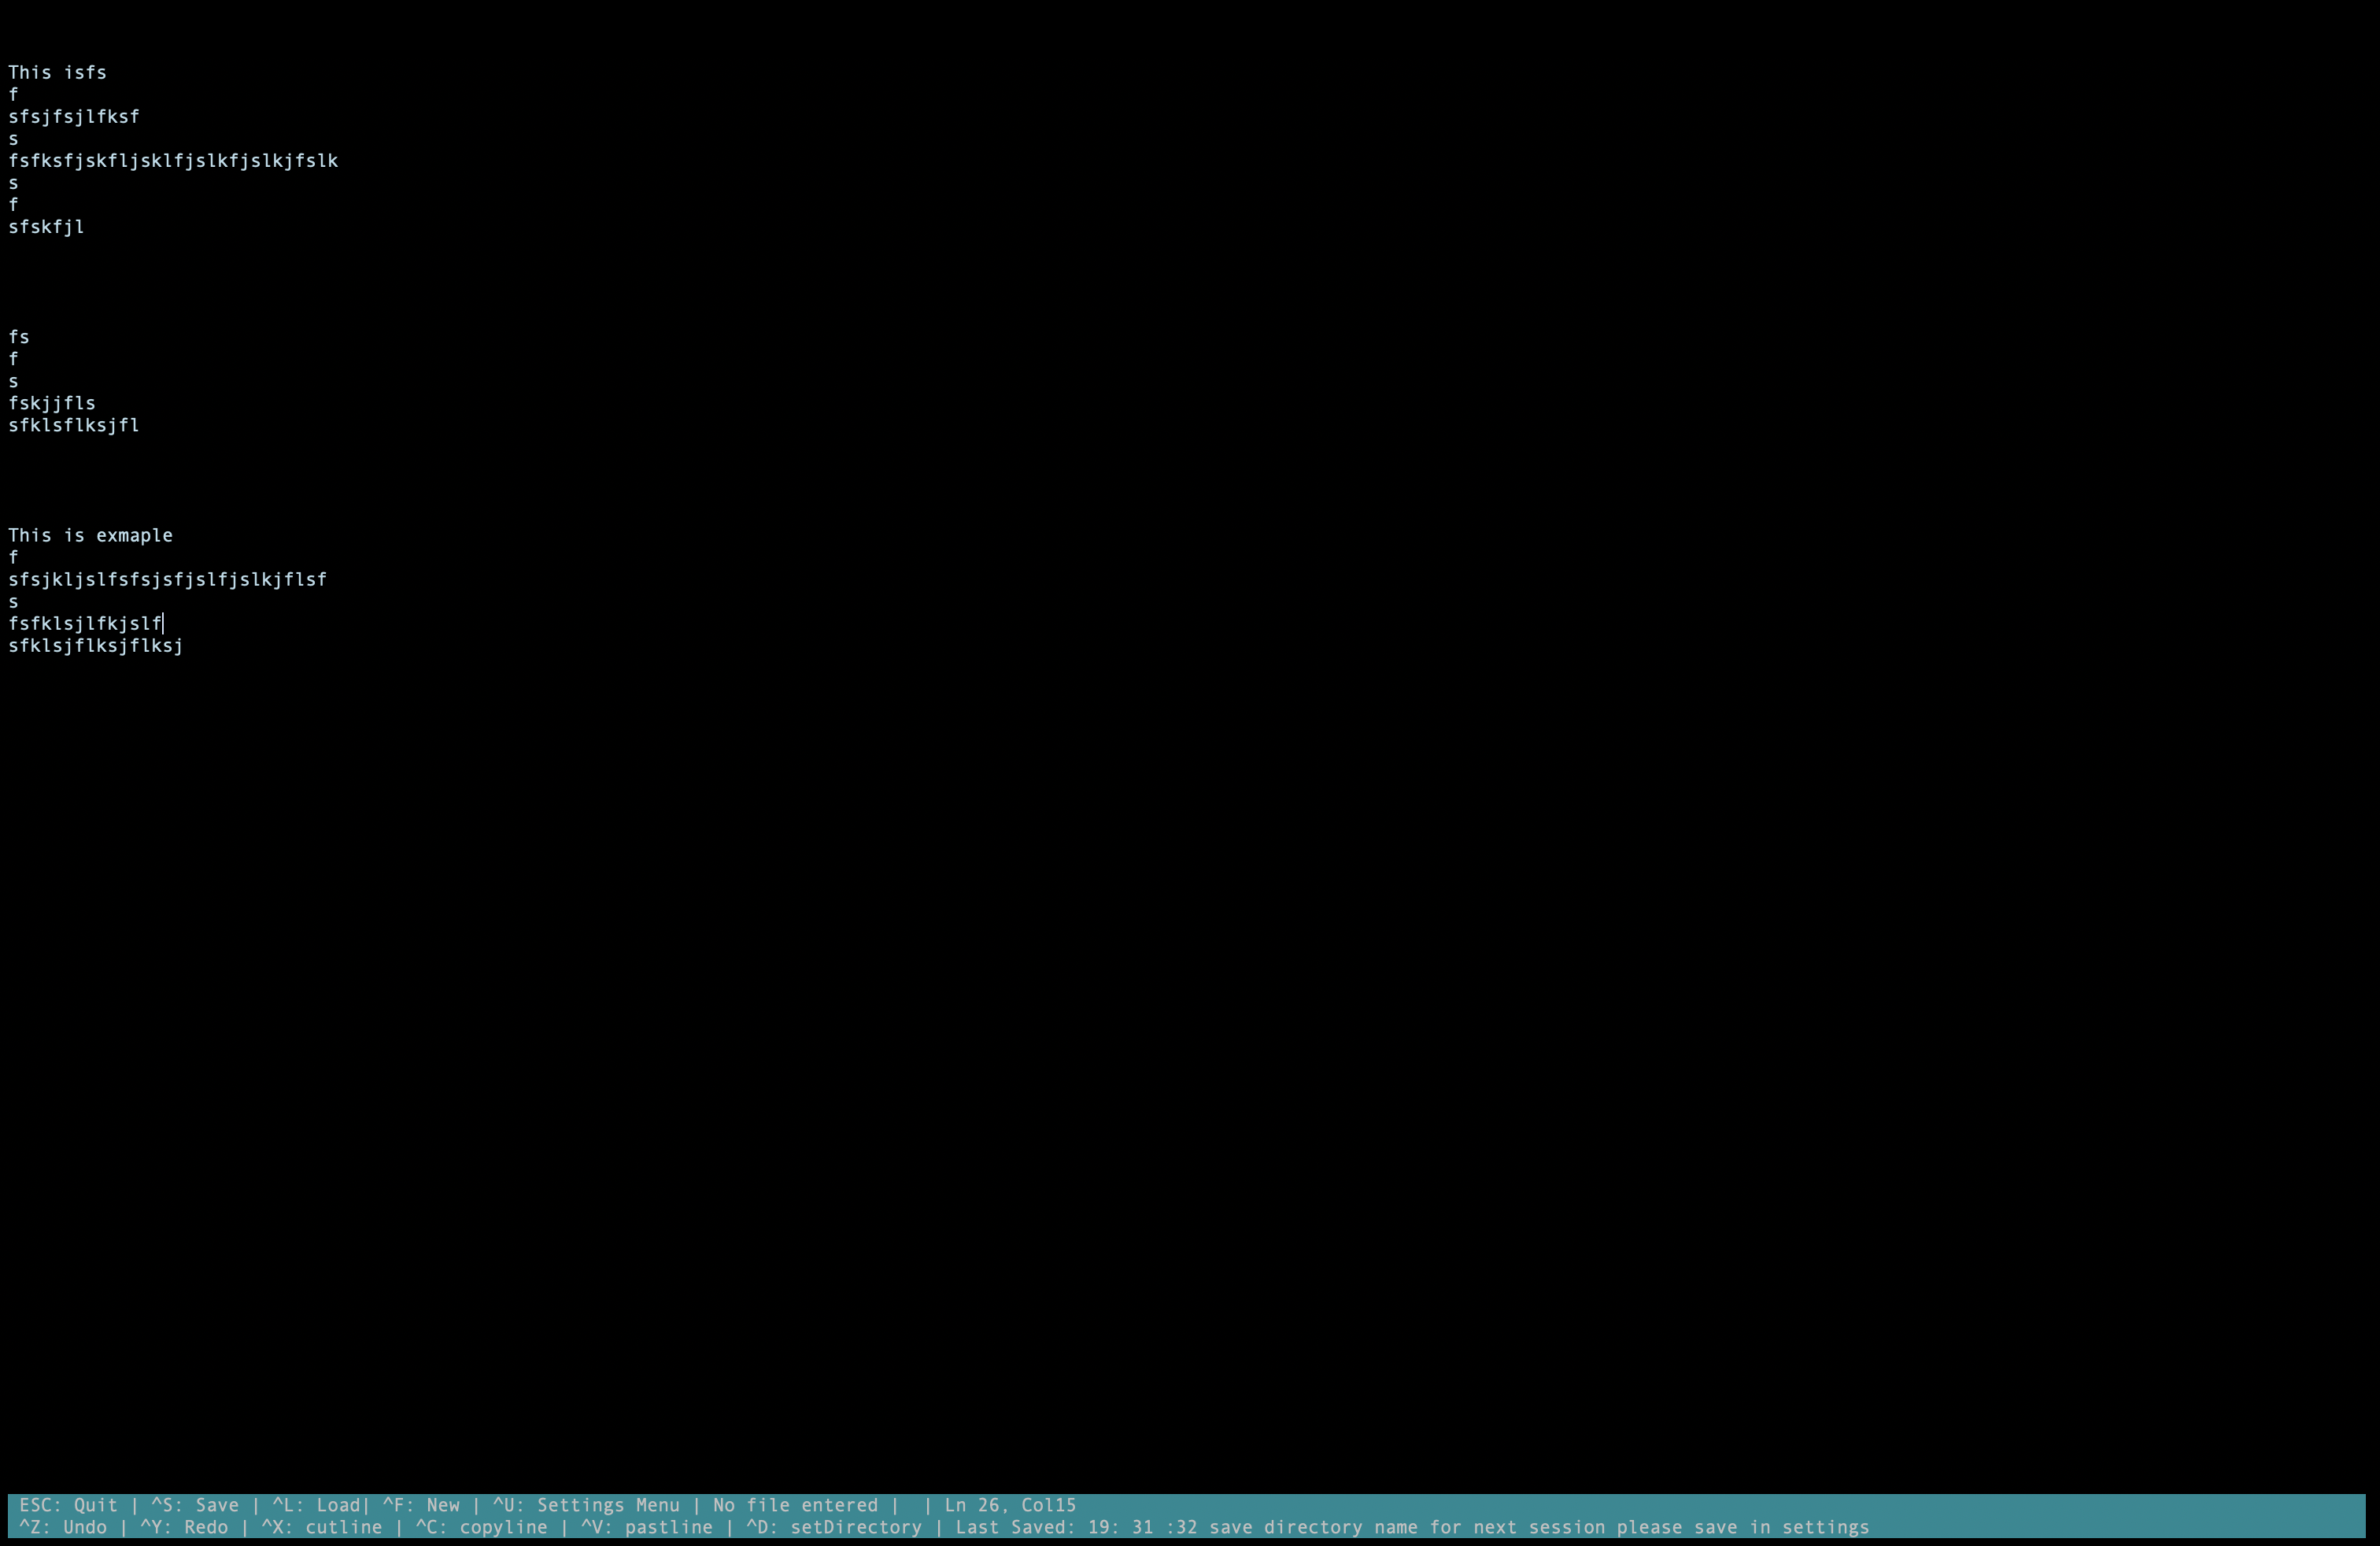 This isfs
f
sfsjfsjlfksf
s
fsfksfjskfljsklfjslkfjslkjfslk
s
f
sfskfjl
fs
f
s
fskjjfls
sfklsflksjfl
This is exmaple
f
sfsjkljslfsfsjsfjslfjslkjflsf
s
fsfklsjlfkjslf
sfklsjflksjflksj
ESC: Quit | ^S: Save | ^L: Load| ^F: New | ^U: Settings Menu | No file entered |  | Ln 26, Col15
^Z: Undo | ^Y: Redo | ^X: cutline | ^C: copyline | ^V: pastline | ^D: setDirectory | Last Saved: 19: 31 :32 save directory name for next session please save in settings